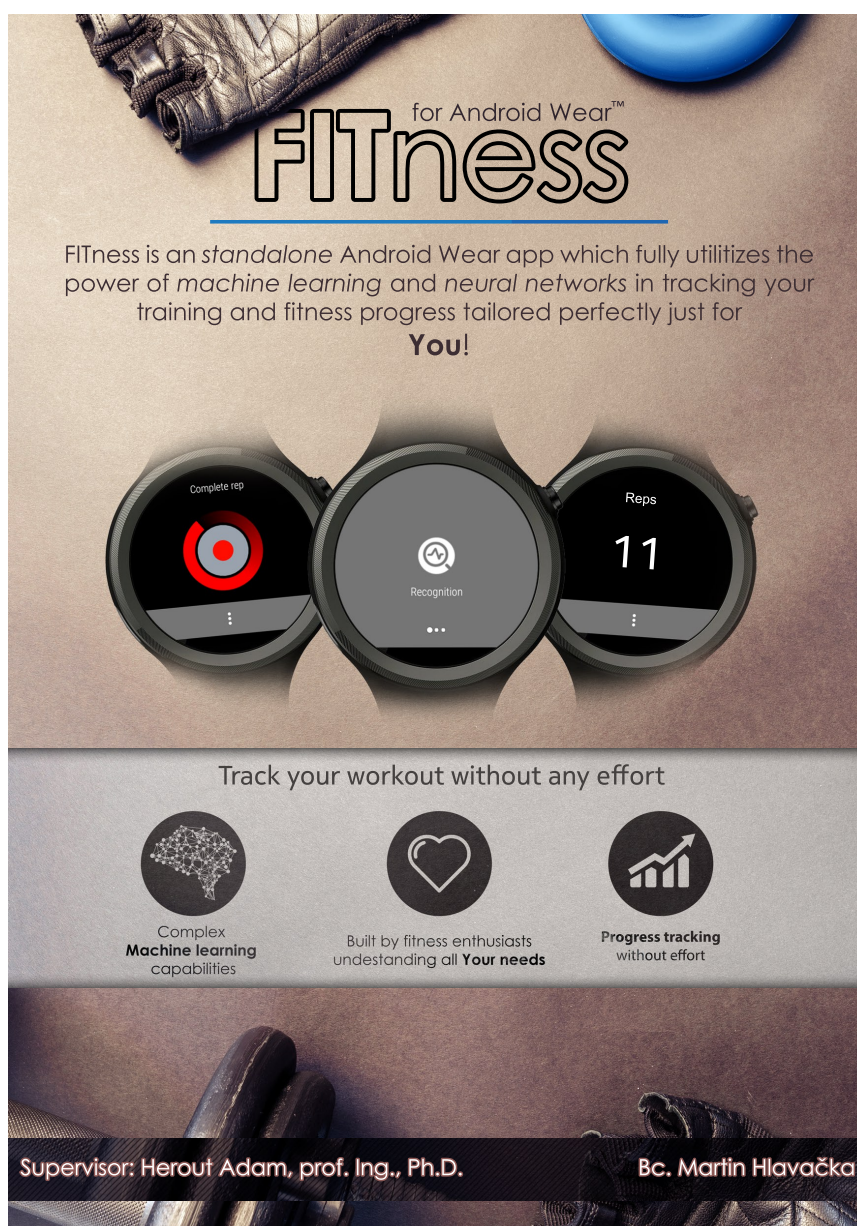 for Android Wear™
FITness
FITness is an standalone Android Wear app which fully utilitizes the
power of machine learning and neural networks in tracking your
training and fitness progress tailored perfectly just for
You!
Complete rep
Recognition
Reps
11
Track your workout without any effort
Complex
Machine learning
capabilities
Built by fitness enthusiasts
undestanding all Your needs
Progress tracking
without effort
Supervisor: Herout Adam, prof. Ing., Ph.D.
Bc. Martin Hlavačka